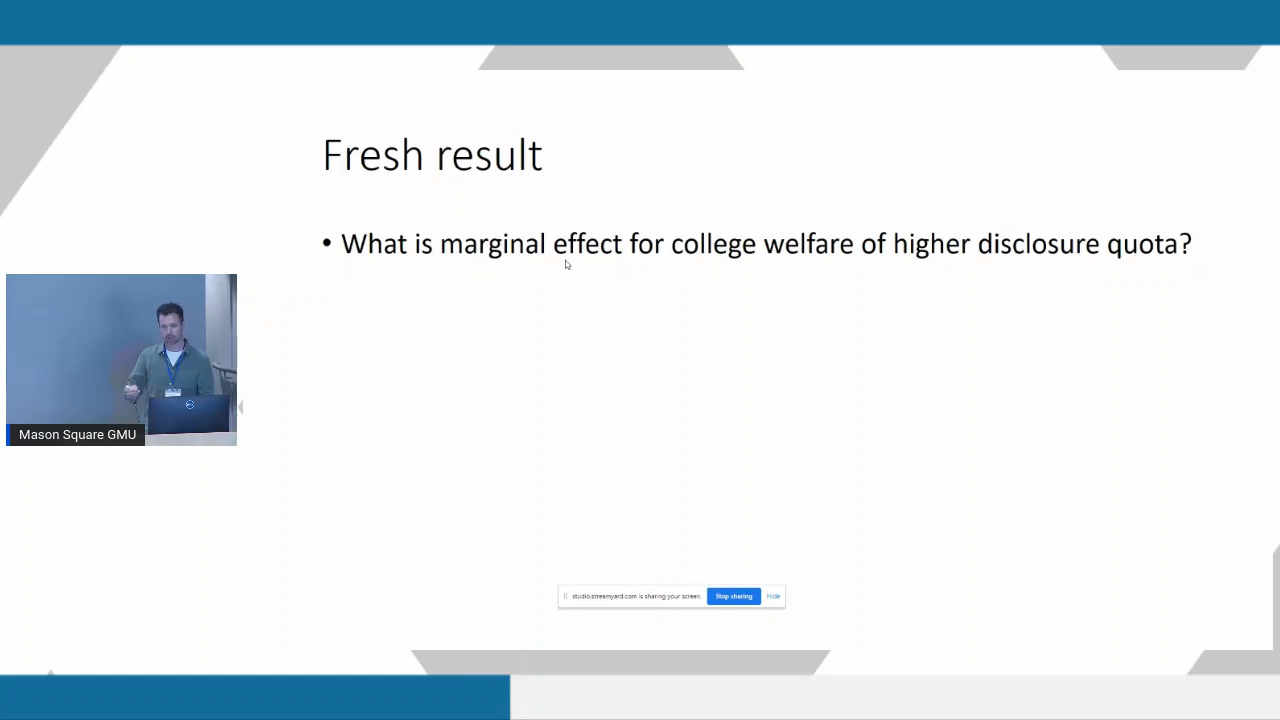 Fresh result
• What is marginal effect for college welfare of higher disclosure quota?
Mason Square GMU
studio.streamyard.com is sharing your screen.
Stop sharing
Hide